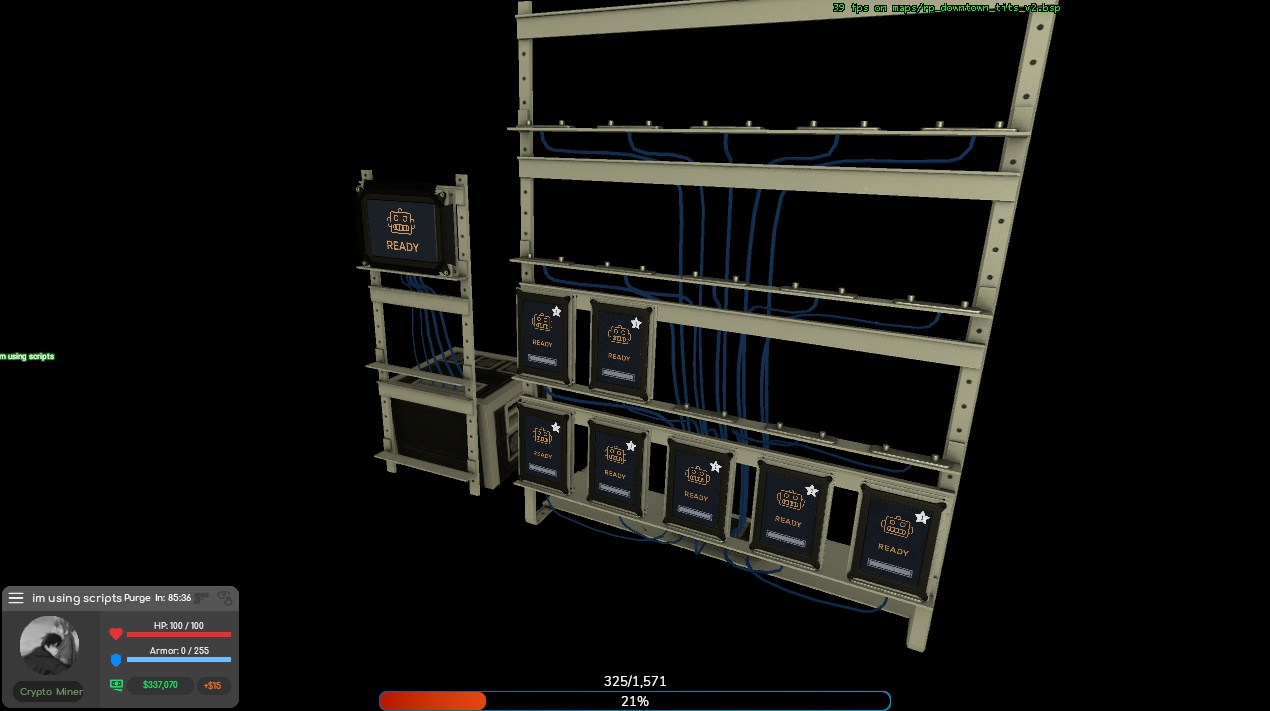 39 fps on maps/rp_downtown_tits_v2.bsp
READY
READY
READY
m using scripts
READY
READY
READY
READY
READY
im using scripts Purge In: 85:36
HP: 100 / 100
Armor: 0 / 255
$337,070 +$15
Crypto Miner
325/1,571
21%